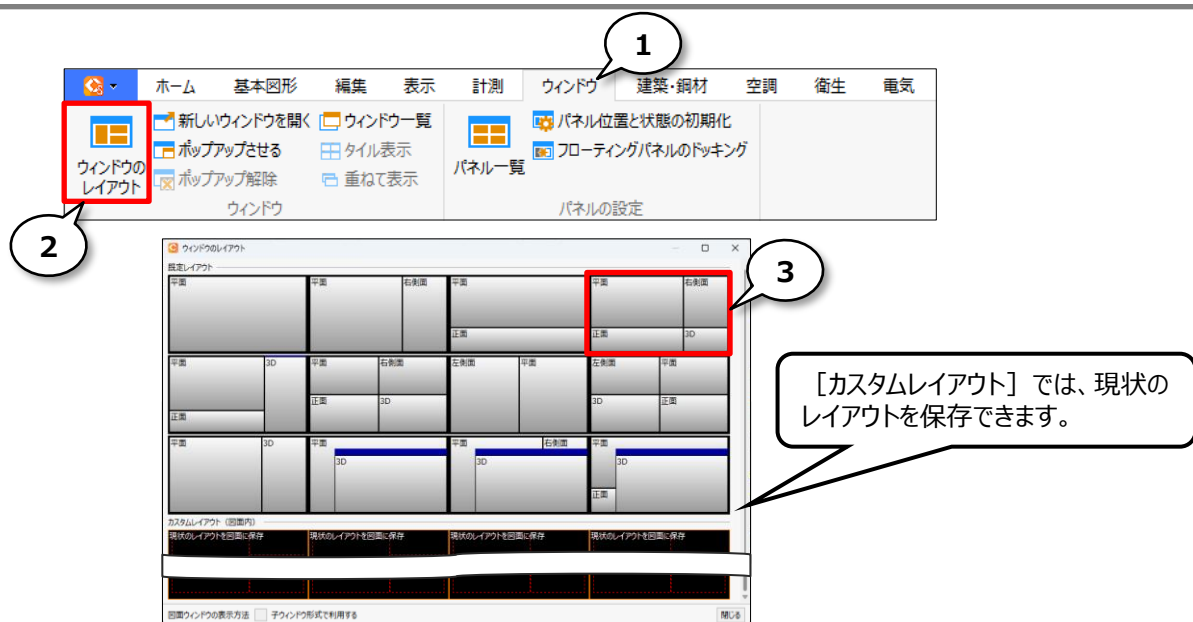 1
ホーム 基本図形 編集 表示 計測 ウィンドウ 建築・鋼材 空調 衛生 電気
新しいウィンドウを開く ウィンドウ一覧 パネル位置と状態の初期化
ポップアップさせる タイル表示 フローティングパネルのドッキング
ウィンドウの
レイアウト
ポップアップ解除 重ねて表示 パネル一覧
ウィンドウ パネルの設定
2
ウィンドウのレイアウト
既定レイアウト
3
平面 平面 右側面 平面 平面 右側面
正面 正面 3D
平面 3D 平面 右側面 左側面 平面 左側面 平面
正面 3D 3D 正面
正面
平面 3D 平面 平面 右側面 平面
3D 3D 3D
正面
[カスタムレイアウト] では、現状の
レイアウトを保存できます。
カスタムレイアウト (図面内)
現状のレイアウトを図面に保存 現状のレイアウトを図面に保存 現状のレイアウトを図面に保存 現状のレイアウトを図面に保存
図面ウィンドウの表示方法 子ウィンドウ形式で利用する 閉じる